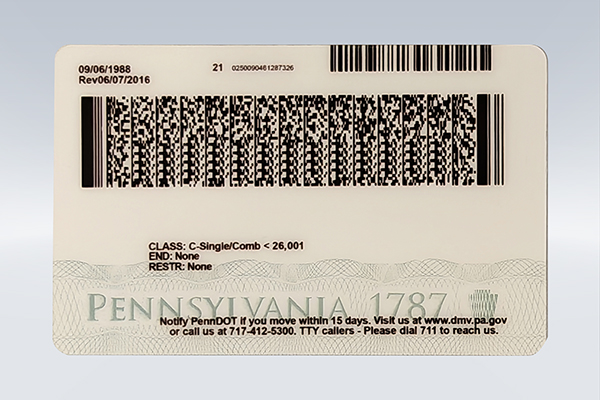 09/06/1988
Rev06/07/2016
21 0250090461287326
CLASS: C-Single/Comb < 26,001
END: None
RESTR: None
PENNSYLVANIA 1787
Notify PennDOT if you move within 15 days. Visit us at www.dmv.pa.gov
or call us at 717-412-5300. TTY callers - Please dial 711 to reach us.